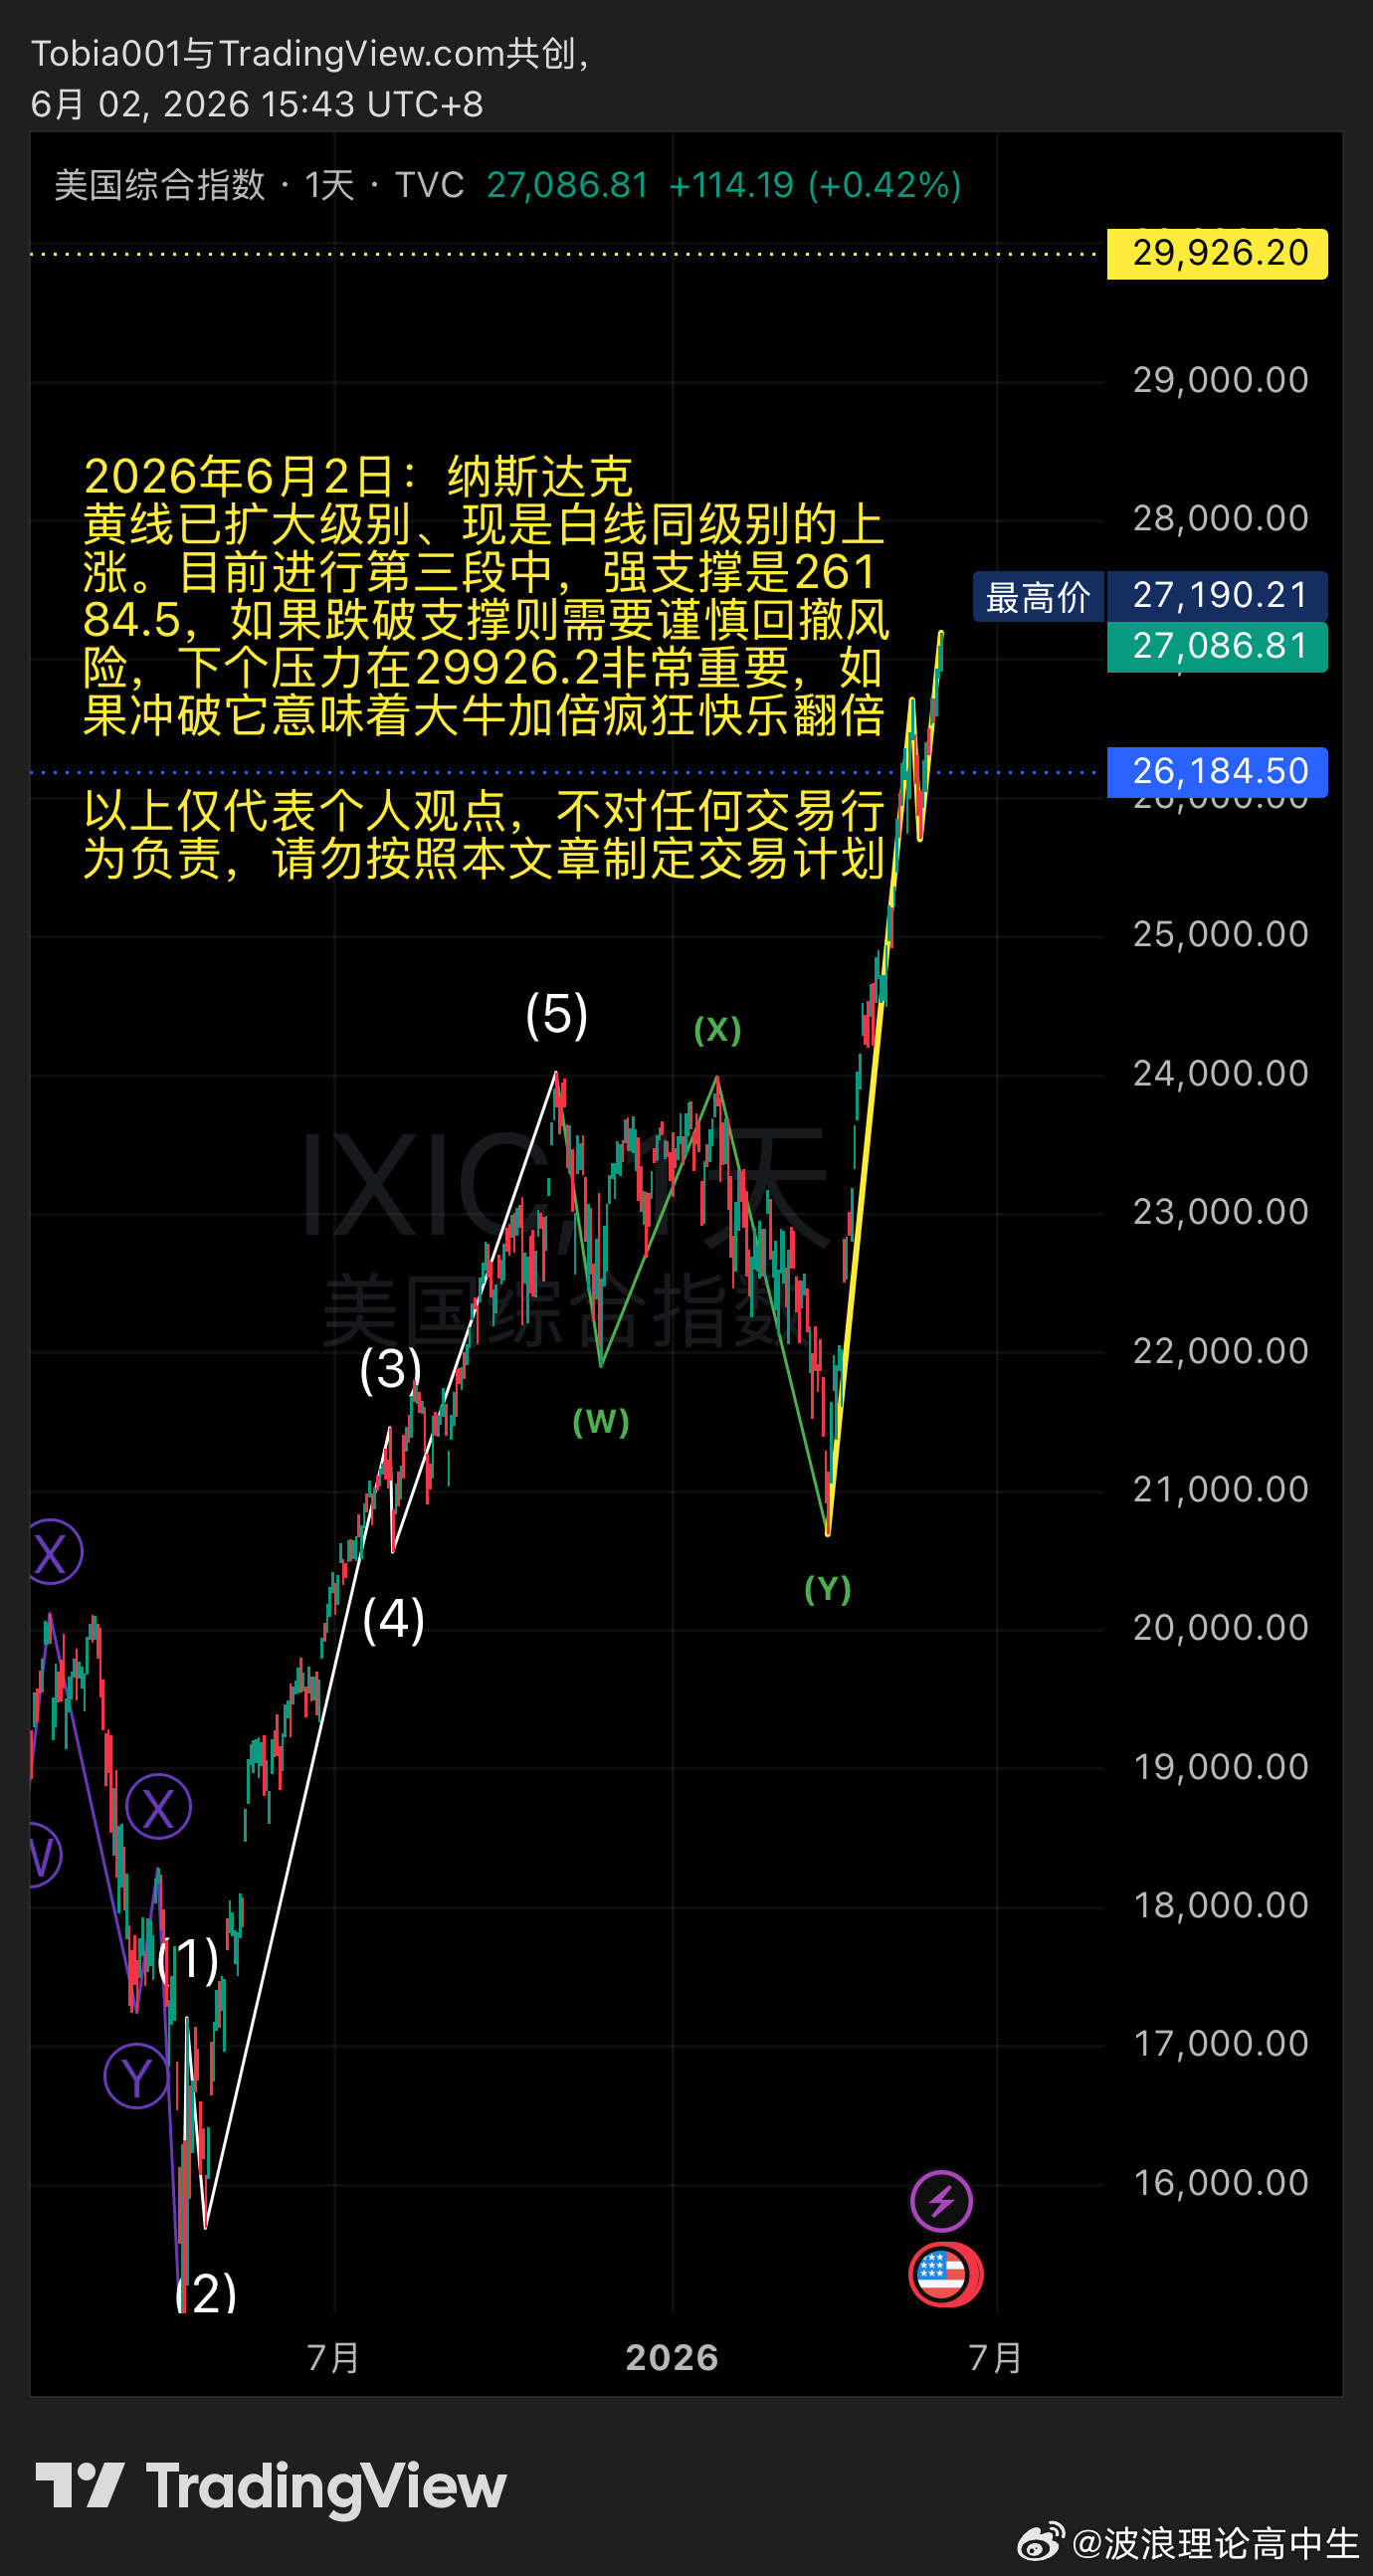 Tobia001与TradingView.com共创，
6月 02, 2026 15:43 UTC+8
美国综合指数 · 1天 · TVC 27,086.81 +114.19 (+0.42%)
29,926.20
29,000.00
2026年6月2日：纳斯达克
黄线已扩大级别、现是白线同级别的上
涨。目前进行第三段中，强支撑是261
84.5，如果跌破支撑则需要谨慎回撤风
险，下个压力在29926.2非常重要，如
果冲破它意味着大牛加倍疯狂快乐翻倍
以上仅代表个人观点，不对任何交易行
为负责，请勿按照本文章制定交易计划
28,000.00
最高价 27,190.21
27,086.81
26,184.50
26,000.00
25,000.00
(5)
(X)
24,000.00
IXIC, 1天
23,000.00
美国综合指数
22,000.00
(3)
(W)
21,000.00
X
(Y)
(4)
20,000.00
19,000.00
X
W
18,000.00
(1)
17,000.00
Y
16,000.00
(2)
7月
2026
7月
TradingView
@波浪理论高中生